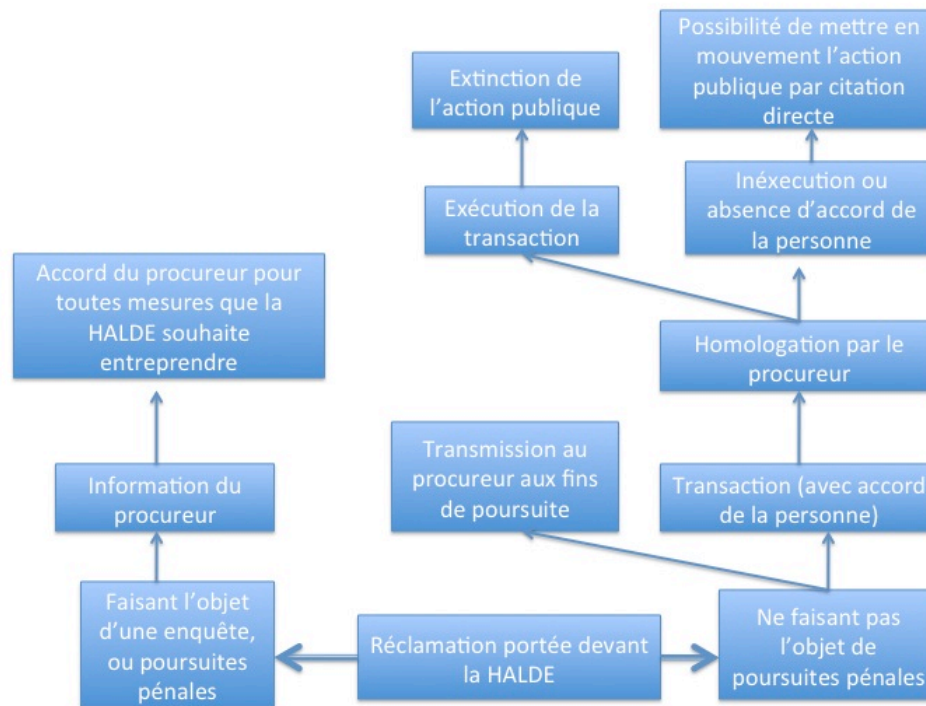 Possibilité de mettre en
mouvement l'action
publique par citation
directe
Extinction de
l'action publique
Exécution de la
transaction
Inéxecution ou
absence d'accord de
la personne
Accord du procureur pour
toutes mesures que la
HALDE souhaite
entreprendre
Homologation par le
procureur
Transmission au
procureur aux fins
de poursuite
Information du
procureur
Transaction (avec accord
de la personne)
Faisant l'objet
d'une enquête,
ou poursuites
pénales
Réclamation portée devant
la HALDE
Ne faisant pas
l'objet de
poursuites pénales